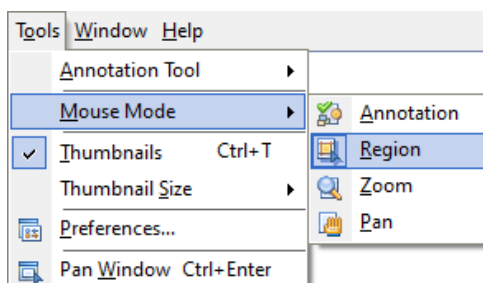 Tools Window Help
Annotation Tool
Mouse Mode
Thumbnails Ctrl+T
Thumbnail Size
Preferences...
Pan Window Ctrl+Enter
Annotation
Region
Zoom
Pan